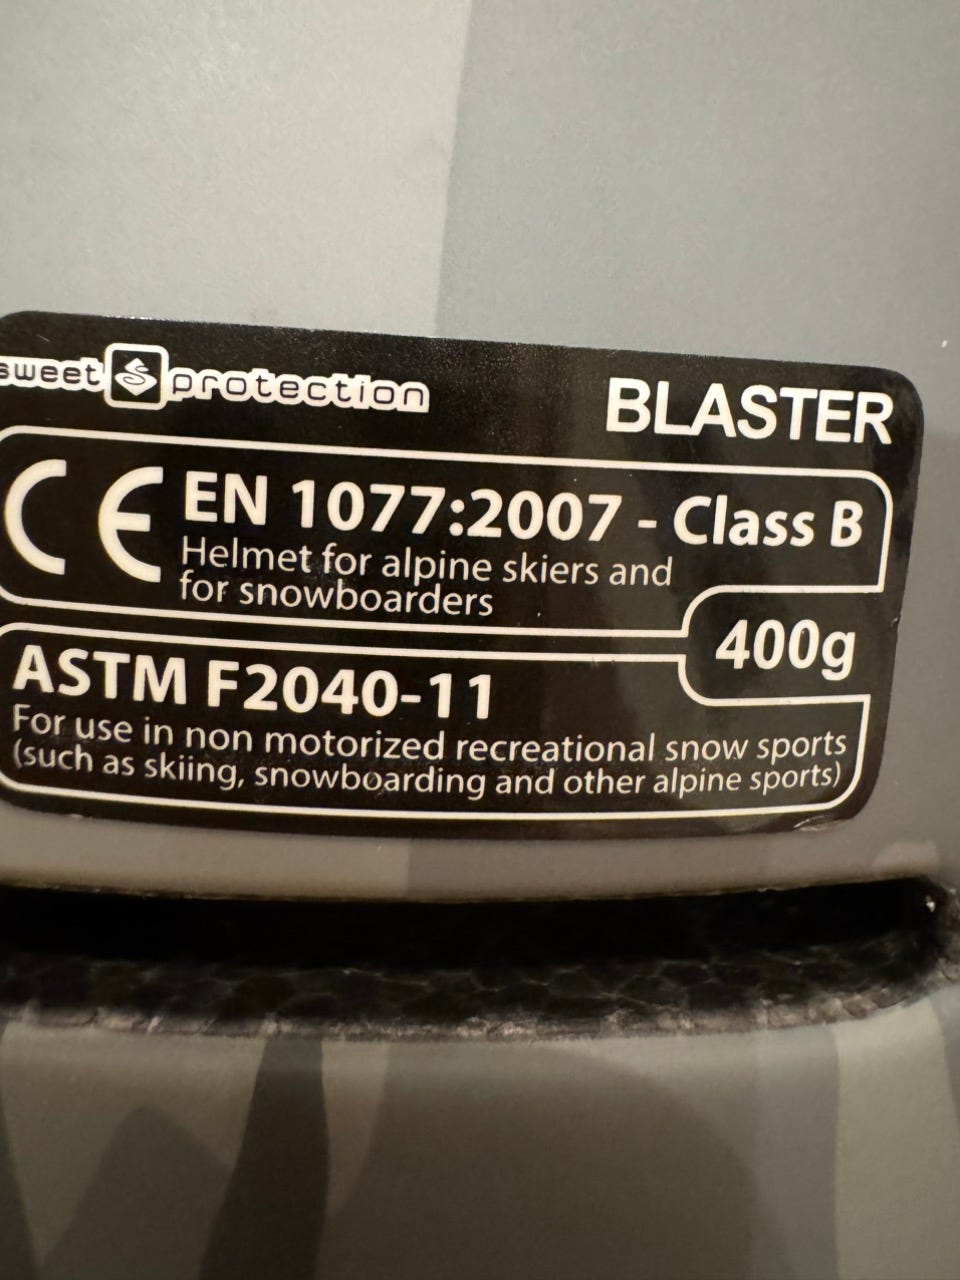 sweet protection BLASTER
CE EN 1077:2007 - Class B
Helmet for alpine skiers and
for snowboarders
400g
ASTM F2040-11
For use in non motorized recreational snow sports
(such as skiing, snowboarding and other alpine sports)